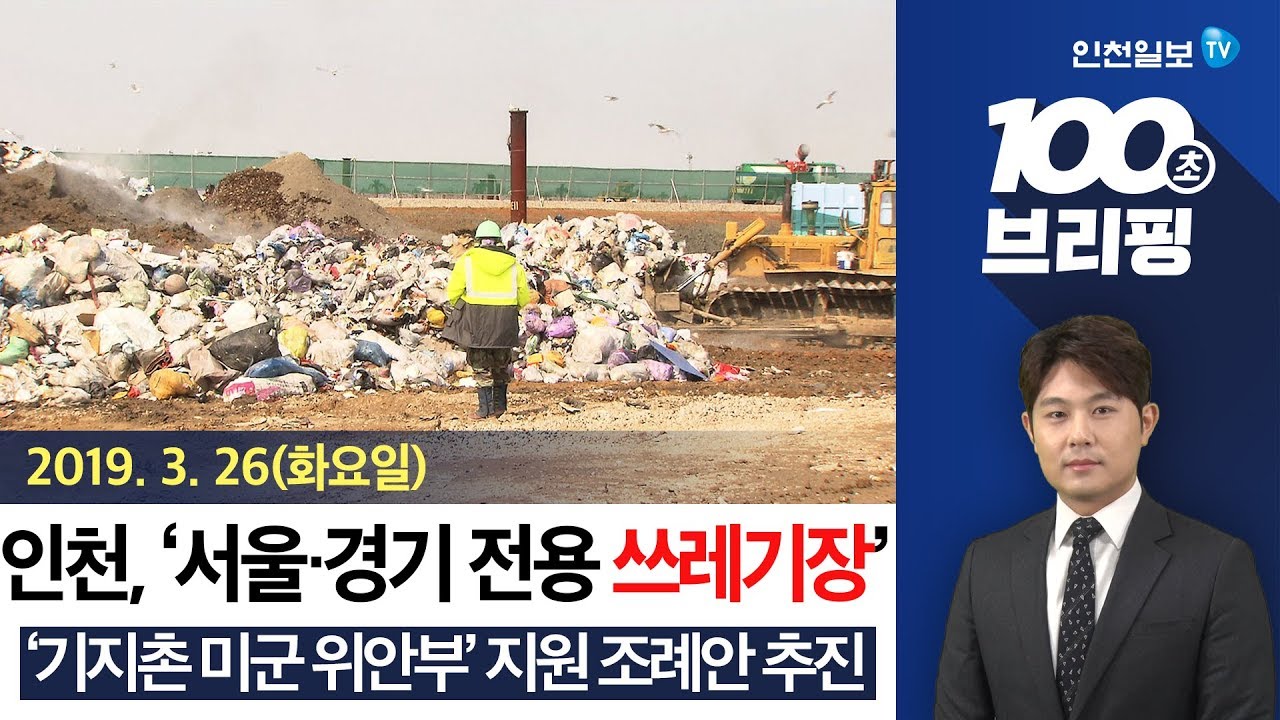 인천일보 TV
100초
브리핑
2019. 3. 26(화요일)
인천, ‘서울·경기 전용 쓰레기장’
‘기지촌 미군 위안부’ 지원 조례안 추진